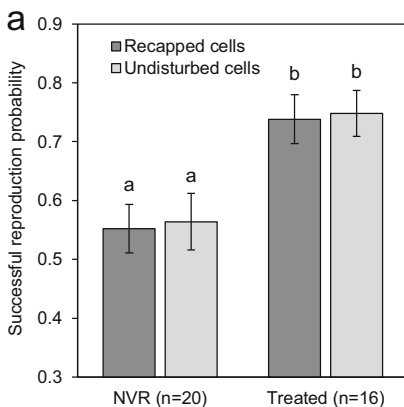 a
Successful reproduction probability
0.9
0.8
0.7
0.6
0.5
0.4
0.3
Recapped cells
Undisturbed cells
a
a
b
b
NVR (n=20)
Treated (n=16)